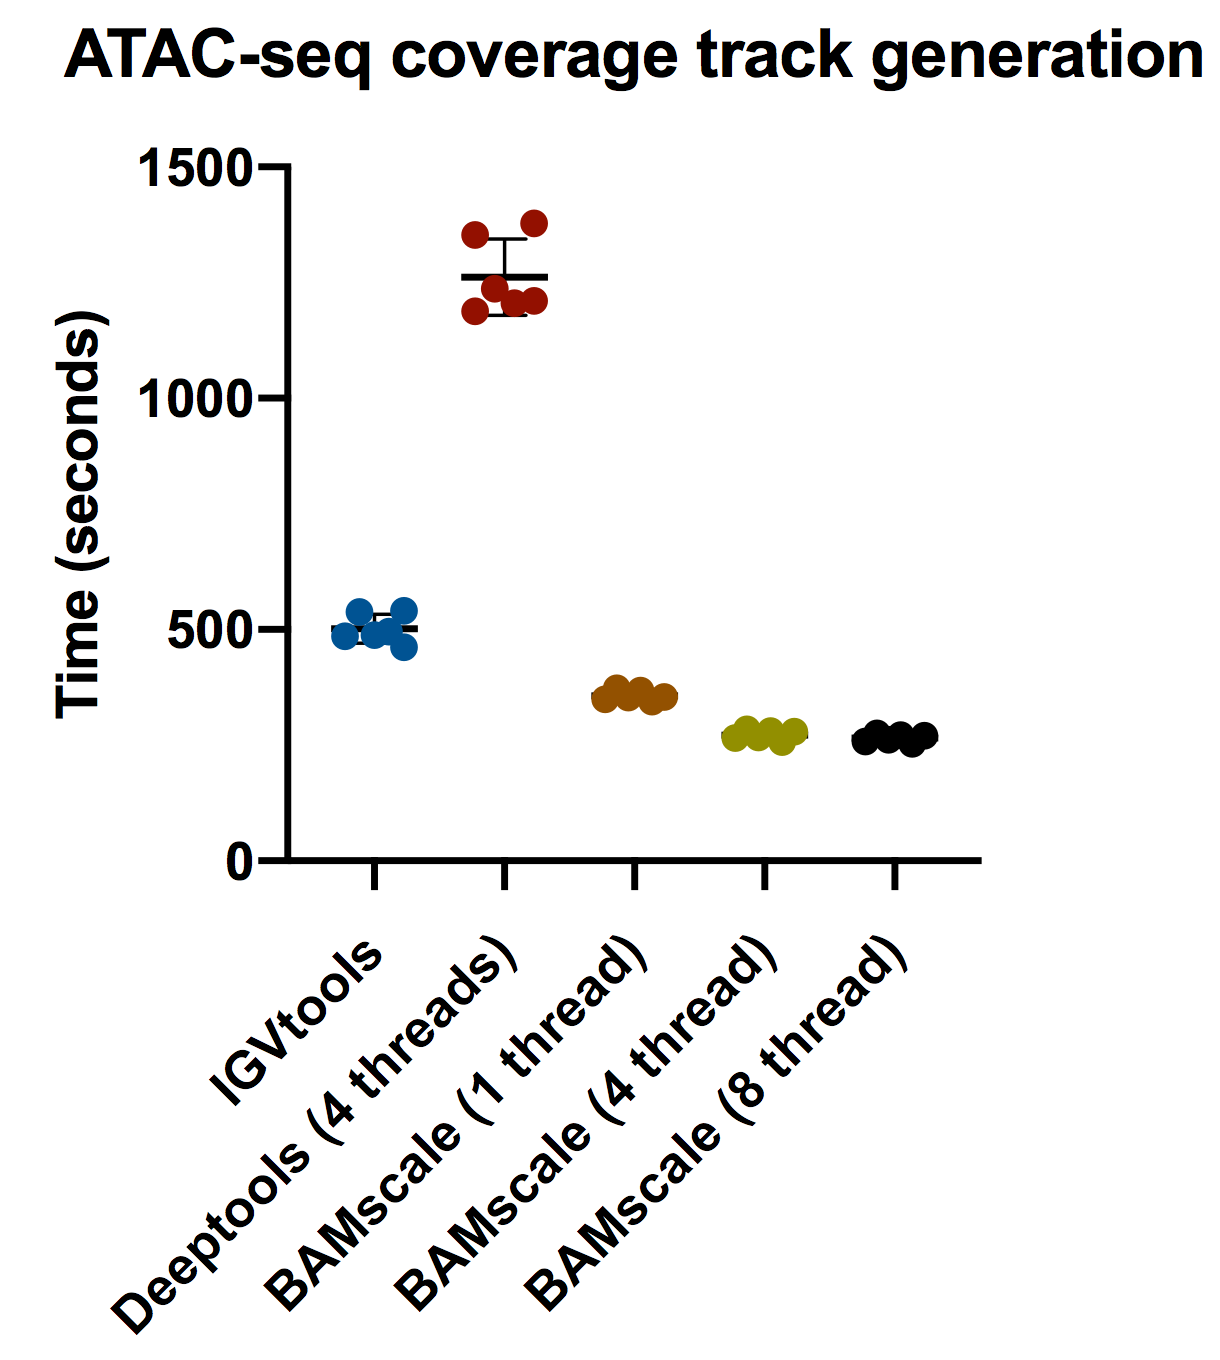 ATAC-seq coverage track generation
Time (seconds)
1500
1000
500
0
IGVtools
Deeptools (4 threads)
BAMscale (1 thread)
BAMscale (4 thread)
BAMscale (8 thread)